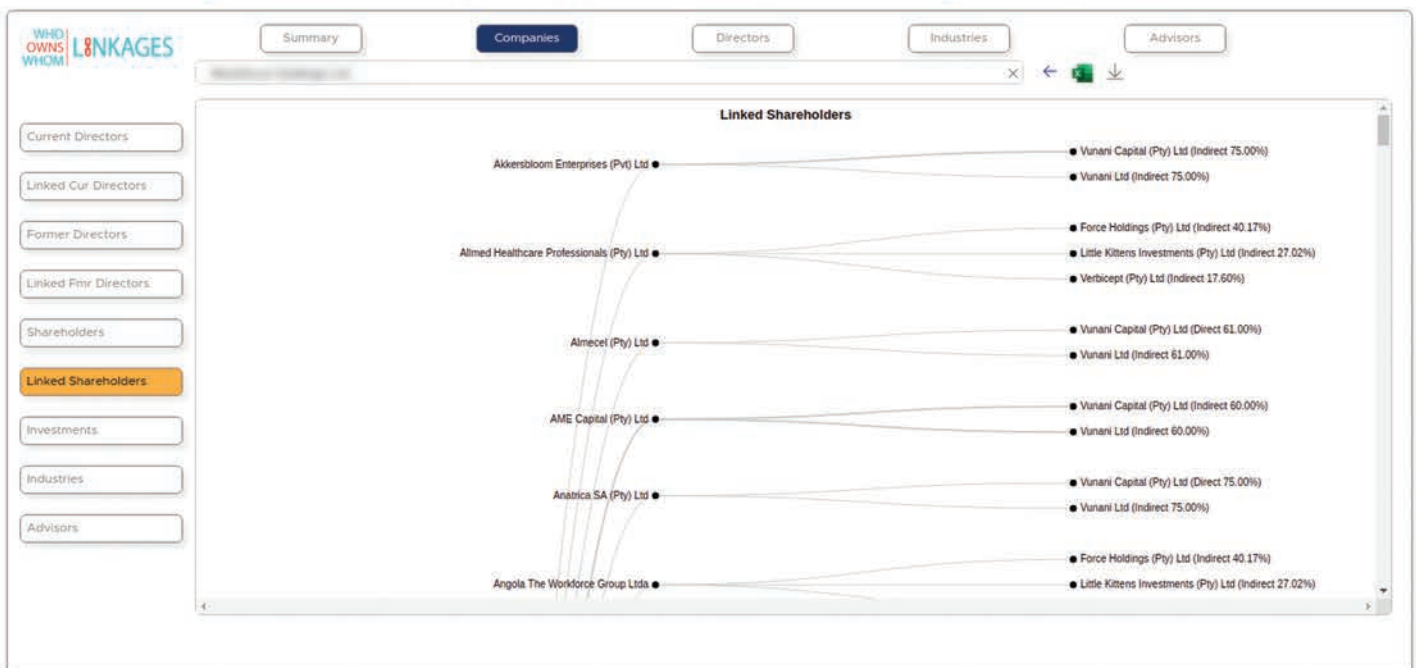 WHO
OWNS
WHOM
LINKAGES
Summary
Companies
Directors
Industries
Advisors
Current Directors
Linked Cur Directors
Former Directors
Linked Fmr Directors
Shareholders
Linked Shareholders
Investments
Industries
Advisors
Linked Shareholders
Akkersbloom Enterprises (Pvt) Ltd
Vunani Capital (Pty) Ltd (Indirect 75.00%)
Vunani Ltd (Indirect 75.00%)
Allmed Healthcare Professionals (Pty) Ltd
Force Holdings (Pty) Ltd (Indirect 40.17%)
Little Kittens Investments (Pty) Ltd (Indirect 27.02%)
Verbicept (Pty) Ltd (Indirect 17.60%)
Almecel (Pty) Ltd
Vunani Capital (Pty) Ltd (Direct 61.00%)
Vunani Ltd (Indirect 61.00%)
AME Capital (Pty) Ltd
Vunani Capital (Pty) Ltd (Indirect 60.00%)
Vunani Ltd (Indirect 60.00%)
Anatrica SA (Pty) Ltd
Vunani Capital (Pty) Ltd (Direct 75.00%)
Vunani Ltd (Indirect 75.00%)
Angola The Workforce Group Ltda
Force Holdings (Pty) Ltd (Indirect 40.17%)
Little Kittens Investments (Pty) Ltd (Indirect 27.02%)